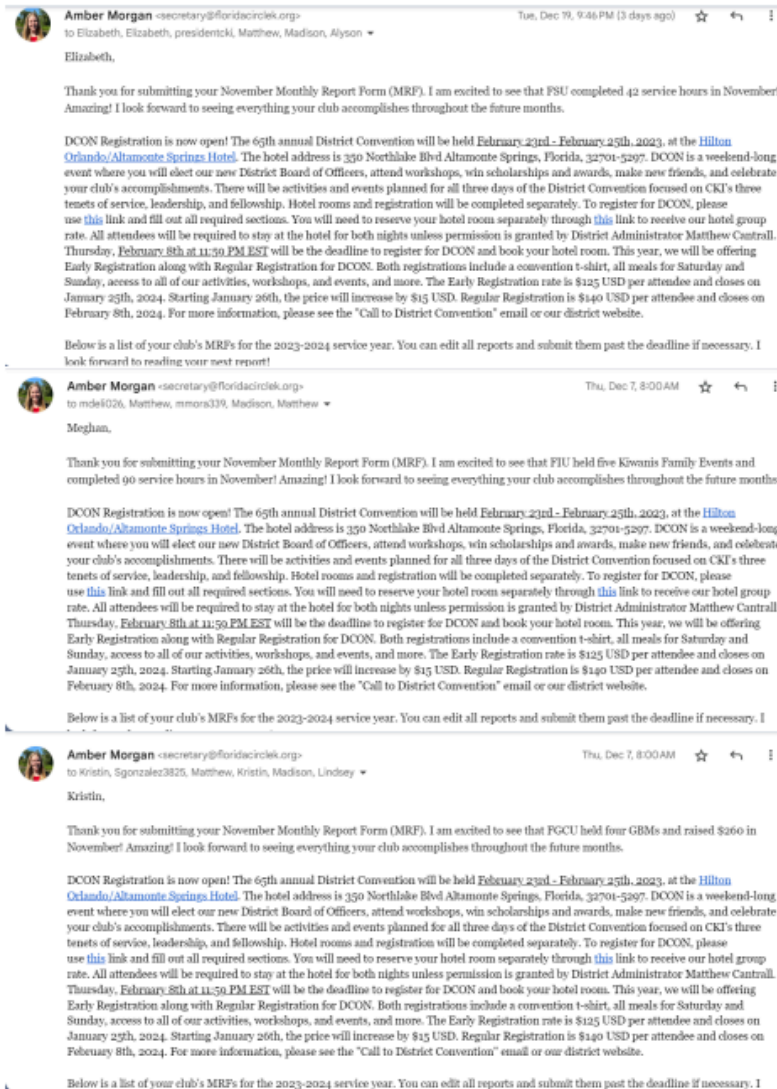 Amber Morgan <secretary@floridacirclek.org> Tue, Dec 19, 9:46 PM (3 days ago)
to Elizabeth, Elizabeth, presidentcki, Matthew, Madison, Alyson
Elizabeth,
Thank you for submitting your November Monthly Report Form (MRF). I am excited to see that FSU completed 42 service hours in November!
Amazing! I look forward to seeing everything your club accomplishes throughout the future months.
DCON Registration is now open! The 65th annual District Convention will be held February 23rd - February 25th, 2023, at the Hilton
Orlando/Altamonte Springs Hotel. The hotel address is 350 Northlake Blvd Altamonte Springs, Florida, 32701-5297. DCON is a weekend-long
event where you will elect our new District Board of Officers, attend workshops, win scholarships and awards, make new friends, and celebrate
your club's accomplishments. There will be activities and events planned for all three days of the District Convention focused on CKI's three
tenets of service, leadership, and fellowship. Hotel rooms and registration will be completed separately. To register for DCON, please
use this link and fill out all required sections. You will need to reserve your hotel room separately through this link to receive our hotel group
rate. All attendees will be required to stay at the hotel for both nights unless permission is granted by District Administrator Matthew Cantrall.
Thursday, February 8th at 11:59 PM EST will be the deadline to register for DCON and book your hotel room. This year, we will be offering
Early Registration along with Regular Registration for DCON. Both registrations include a convention t-shirt, all meals for Saturday and
Sunday, access to all of our activities, workshops, and events, and more. The Early Registration rate is $125 USD per attendee and closes on
January 25th, 2024. Starting January 26th, the price will increase by $15 USD. Regular Registration is $140 USD per attendee and closes on
February 8th, 2024. For more information, please see the "Call to District Convention" email or our district website.
Below is a list of your club's MRFs for the 2023-2024 service year. You can edit all reports and submit them past the deadline if necessary. I
look forward to reading your next report!
Amber Morgan <secretary@floridacirclek.org> Thu, Dec 7, 8:00 AM
to mdeli026, Matthew, mmora339, Madison, Matthew
Meghan,
Thank you for submitting your November Monthly Report Form (MRF). I am excited to see that FIU held five Kiwanis Family Events and
completed 90 service hours in November! Amazing! I look forward to seeing everything your club accomplishes throughout the future months
DCON Registration is now open! The 65th annual District Convention will be held February 23rd - February 25th, 2023, at the Hilton
Orlando/Altamonte Springs Hotel. The hotel address is 350 Northlake Blvd Altamonte Springs, Florida, 32701-5297. DCON is a weekend-long
event where you will elect our new District Board of Officers, attend workshops, win scholarships and awards, make new friends, and celebrate
your club's accomplishments. There will be activities and events planned for all three days of the District Convention focused on CKI's three
tenets of service, leadership, and fellowship. Hotel rooms and registration will be completed separately. To register for DCON, please
use this link and fill out all required sections. You will need to reserve your hotel room separately through this link to receive our hotel group
rate. All attendees will be required to stay at the hotel for both nights unless permission is granted by District Administrator Matthew Cantrall
Thursday, February 8th at 11:59 PM EST will be the deadline to register for DCON and book your hotel room. This year, we will be offering
Early Registration along with Regular Registration for DCON. Both registrations include a convention t-shirt, all meals for Saturday and
Sunday, access to all of our activities, workshops, and events, and more. The Early Registration rate is $125 USD per attendee and closes on
January 25th, 2024. Starting January 26th, the price will increase by $15 USD. Regular Registration is $140 USD per attendee and closes on
February 8th, 2024. For more information, please see the "Call to District Convention" email or our district website.
Below is a list of your club's MRFs for the 2023-2024 service year. You can edit all reports and submit them past the deadline if necessary. I
Amber Morgan <secretary@floridacirclek.org> Thu, Dec 7, 8:00 AM
to Kristin, Sgonzalez3825, Matthew, Kristin, Madison, Lindsey
Kristin,
Thank you for submitting your November Monthly Report Form (MRF). I am excited to see that FGCU held four GBMs and raised $260 in
November! Amazing! I look forward to seeing everything your club accomplishes throughout the future months.
DCON Registration is now open! The 65th annual District Convention will be held February 23rd - February 25th, 2023, at the Hilton
Orlando/Altamonte Springs Hotel. The hotel address is 350 Northlake Blvd Altamonte Springs, Florida, 32701-5297. DCON is a weekend-long
event where you will elect our new District Board of Officers, attend workshops, win scholarships and awards, make new friends, and celebrate
your club's accomplishments. There will be activities and events planned for all three days of the District Convention focused on CKI's three
tenets of service, leadership, and fellowship. Hotel rooms and registration will be completed separately. To register for DCON, please
use this link and fill out all required sections. You will need to reserve your hotel room separately through this link to receive our hotel group
rate. All attendees will be required to stay at the hotel for both nights unless permission is granted by District Administrator Matthew Cantrall.
Thursday, February 8th at 11:59 PM EST will be the deadline to register for DCON and book your hotel room. This year, we will be offering
Early Registration along with Regular Registration for DCON. Both registrations include a convention t-shirt, all meals for Saturday and
Sunday, access to all of our activities, workshops, and events, and more. The Early Registration rate is $125 USD per attendee and closes on
January 25th, 2024. Starting January 26th, the price will increase by $15 USD. Regular Registration is $140 USD per attendee and closes on
February 8th, 2024. For more information, please see the "Call to District Convention" email or our district website.
Below is a list of your club's MRFs for the 2023-2024 service year. You can edit all reports and submit them past the deadline if necessary. I